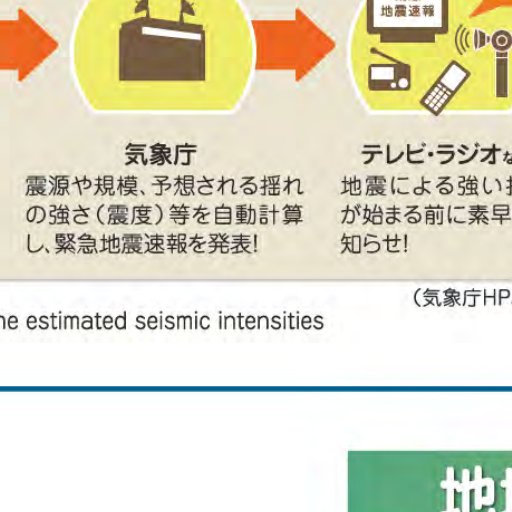 地震速報
気象庁
震源や規模、予想される揺れ
の強さ（震度）等を自動計算
し、緊急地震速報を発表!
テレビ・ラジオ
地震による強い
が始まる前に素早
知らせ!
（気象庁HP
estimated seismic intensities
地